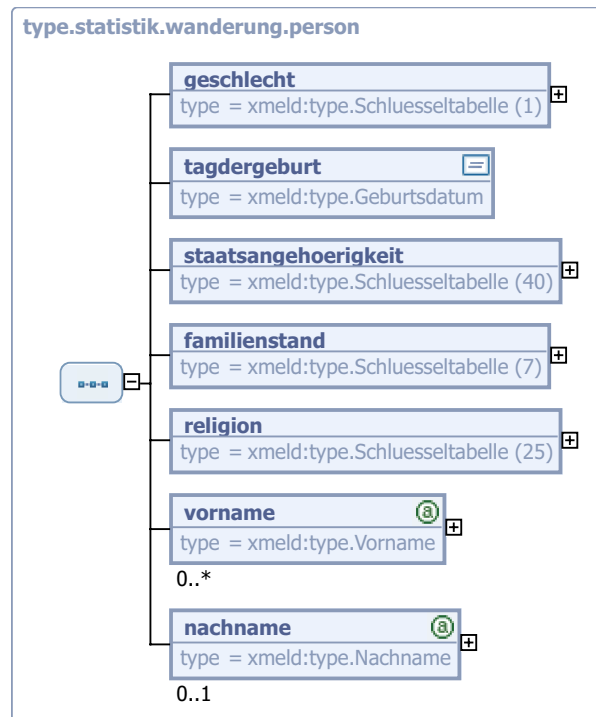 type.statistik.wanderung.person
geschlecht
type = xmeld:type.Schluesseltabelle (1)
tagdergeburt
type = xmeld:type.Geburtsdatum
staatsangehoerigkeit
type = xmeld:type.Schluesseltabelle (40)
familienstand
type = xmeld:type.Schluesseltabelle (7)
religion
type = xmeld:type.Schluesseltabelle (25)
vorname
type = xmeld:type.Vorname
0..*
nachname
type = xmeld:type.Nachname
0..1